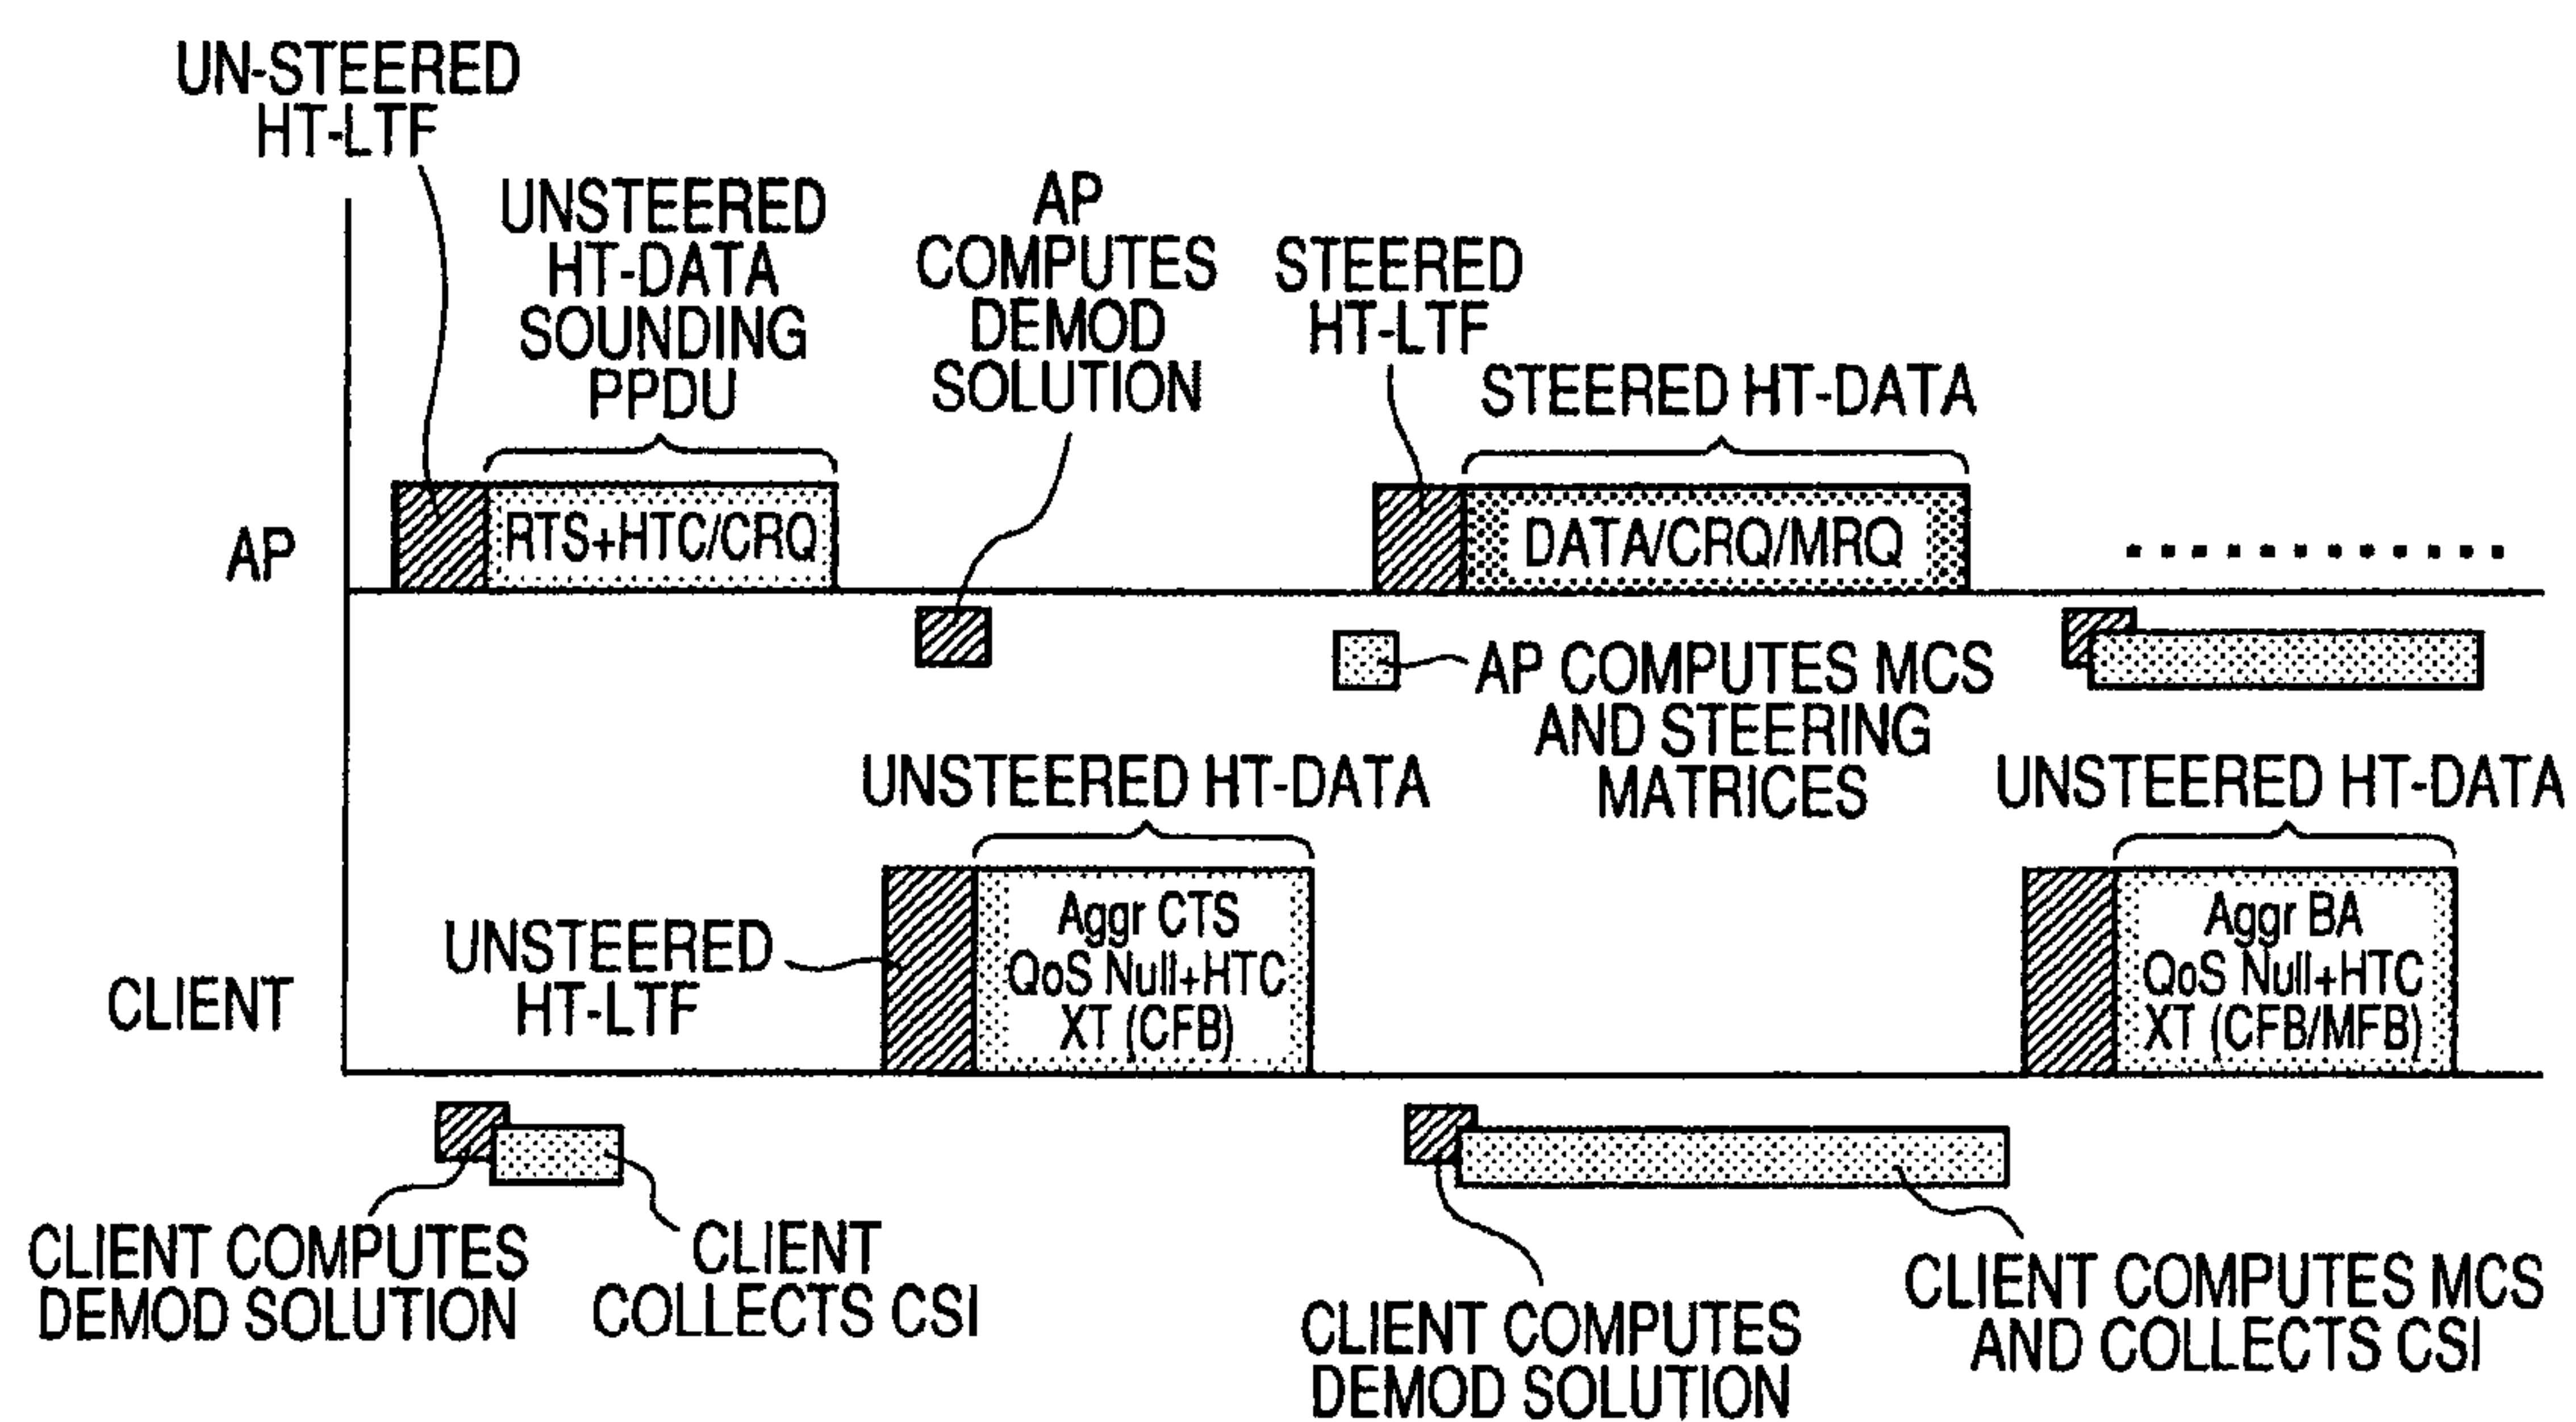 UN-STEERED
HT-LTF
UNSTEERED
HT-DATA
SOUNDING
PPDU
AP
COMPUTES
DEMOD
SOLUTION
STEERED
HT-LTF
STEERED HT-DATA
AP
RTS+HTC/CRQ
DATA/CRQ/MRQ
AP COMPUTES MCS
AND STEERING
MATRICES
UNSTEERED HT-DATA
UNSTEERED HT-DATA
CLIENT
UNSTEERED
HT-LTF
Aggr CTS
QoS Null+HTC
XT (CFB)
Aggr BA
QoS Null+HTC
XT (CFB/MFB)
CLIENT COMPUTES
DEMOD SOLUTION
CLIENT
COLLECTS CSI
CLIENT COMPUTES
DEMOD SOLUTION
CLIENT COMPUTES MCS
AND COLLECTS CSI